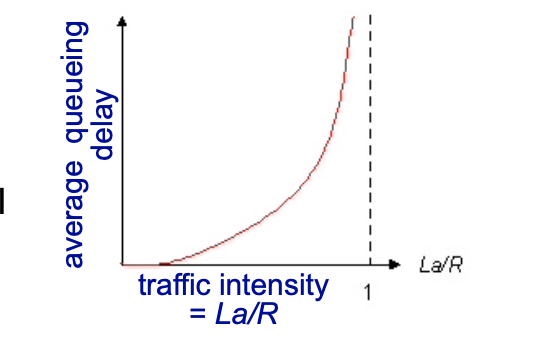 average queueing
delay
La/R
traffic intensity
= La/R
1